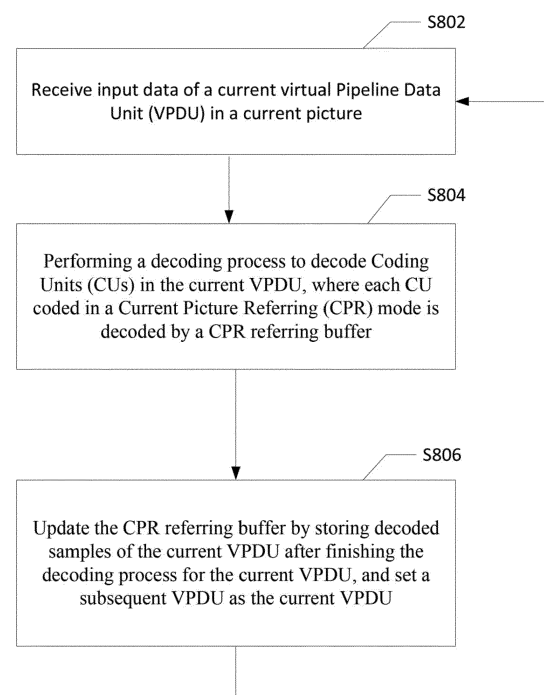 S802
Receive input data of a current virtual Pipeline Data
Unit (VPDU) in a current picture
S804
Performing a decoding process to decode Coding
Units (CUs) in the current VPDU, where each CU
coded in a Current Picture Referring (CPR) mode is
decoded by a CPR referring buffer
S806
Update the CPR referring buffer by storing decoded
samples of the current VPDU after finishing the
decoding process for the current VPDU, and set a
subsequent VPDU as the current VPDU